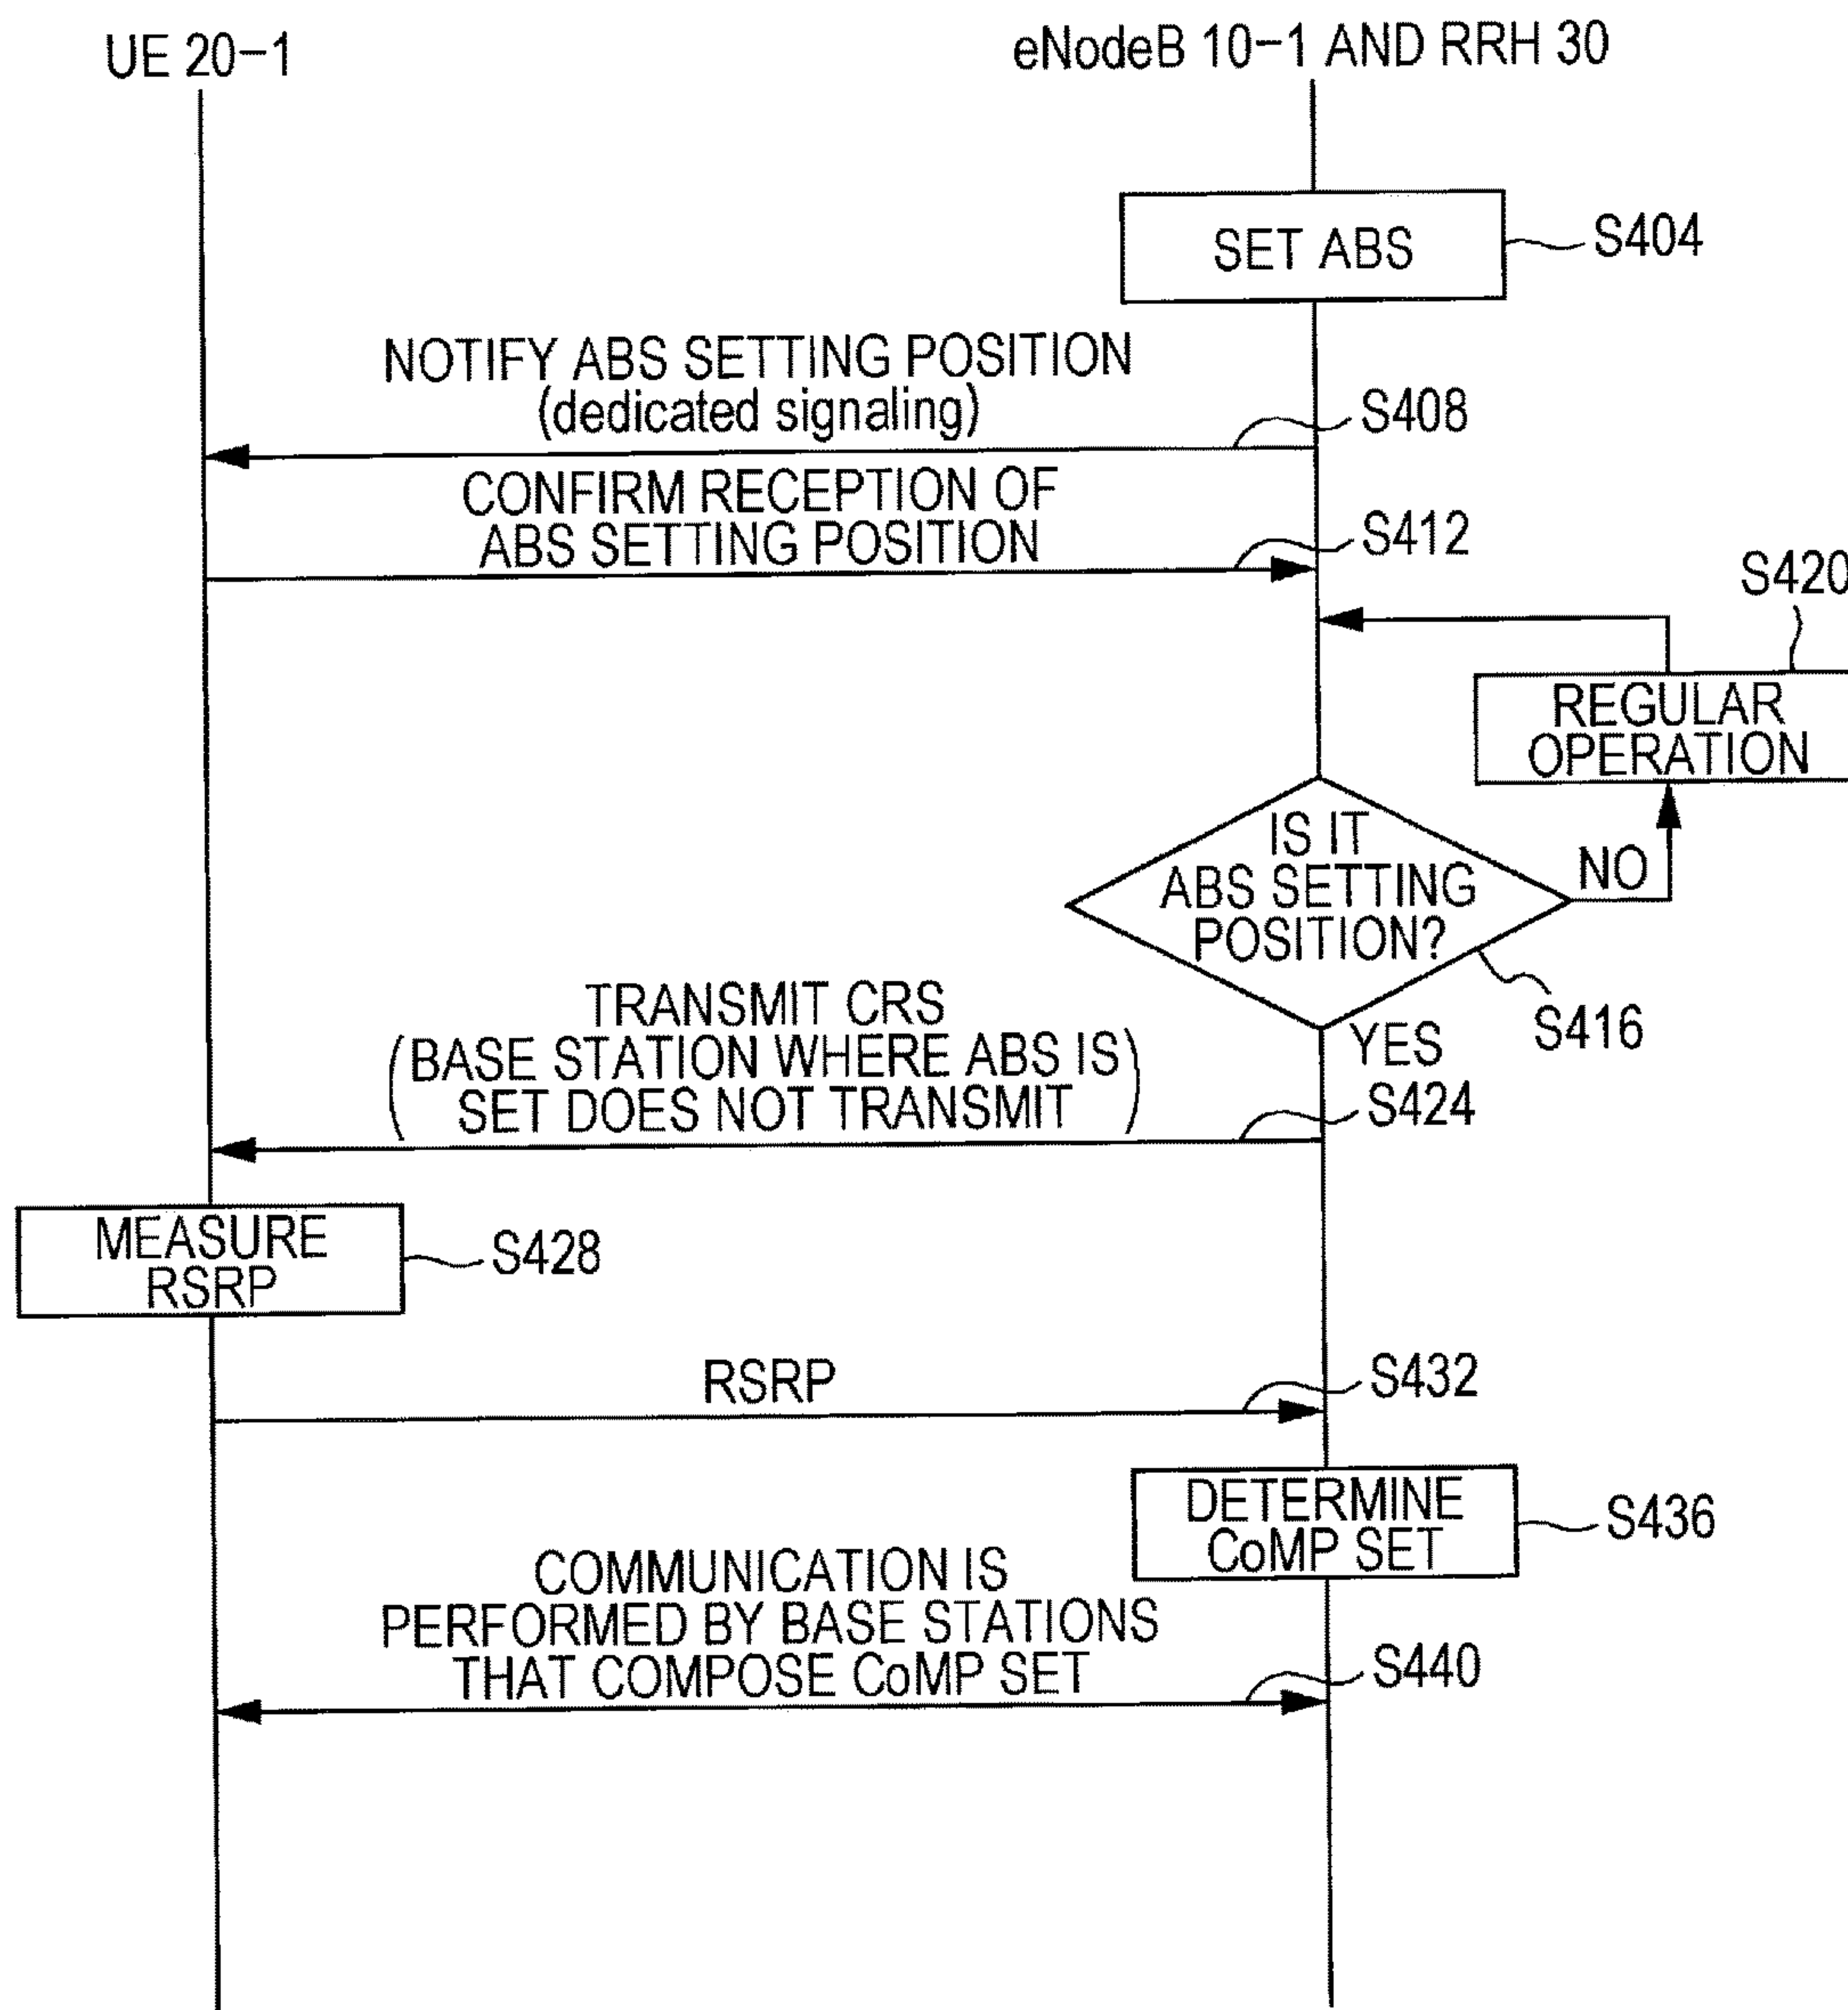 UE 20-1
eNodeB 10-1 AND RRH 30
SET ABS
S404
NOTIFY ABS SETTING POSITION
(dedicated signaling)
S408
CONFIRM RECEPTION OF
ABS SETTING POSITION
S412
S420
REGULAR
OPERATION
IS IT
ABS SETTING
POSITION?
NO
S416
YES
TRANSMIT CRS
(BASE STATION WHERE ABS IS
SET DOES NOT TRANSMIT)
S424
MEASURE
RSRP
S428
RSRP
S432
DETERMINE
CoMP SET
S436
COMMUNICATION IS
PERFORMED BY BASE STATIONS
THAT COMPOSE CoMP SET
S440